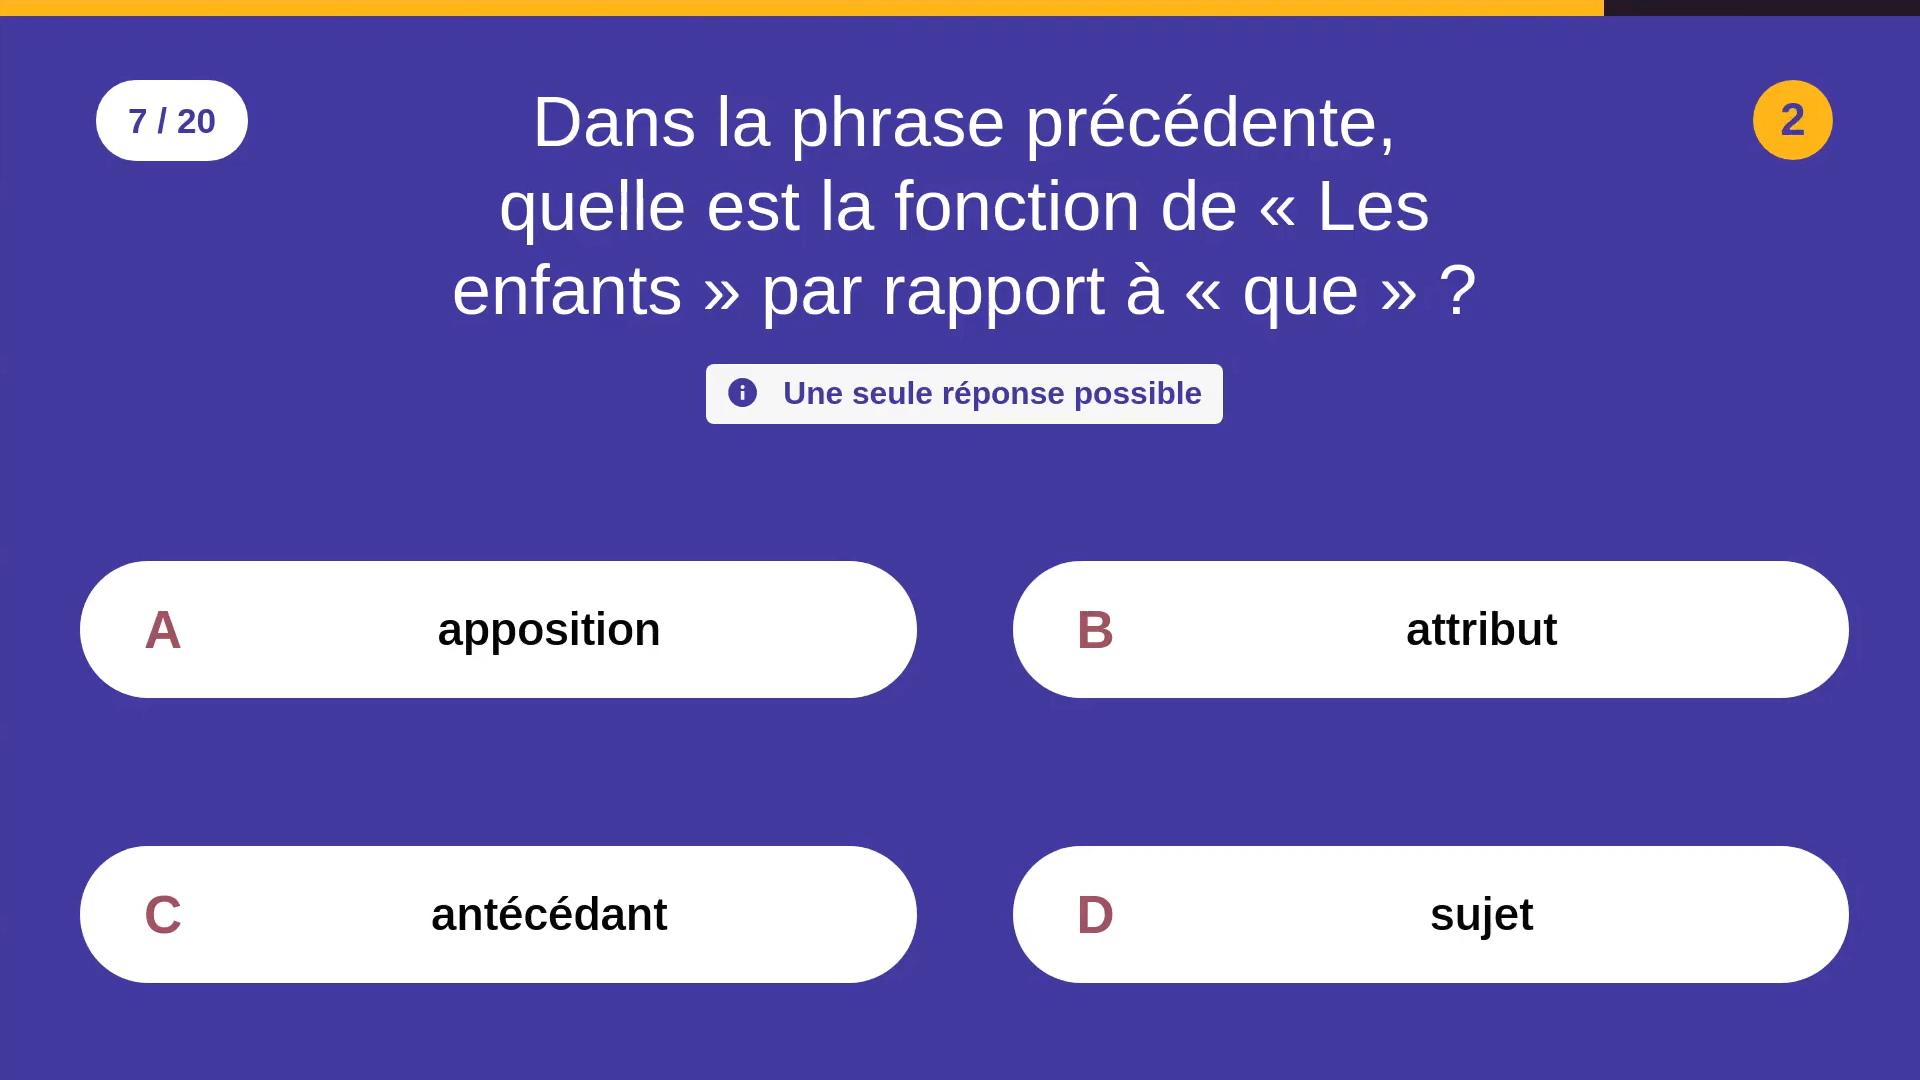 7 / 20
Dans la phrase précédente,
quelle est la fonction de « Les
enfants » par rapport à « que » ?
2
Une seule réponse possible
A apposition
B attribut
C antécédant
D sujet